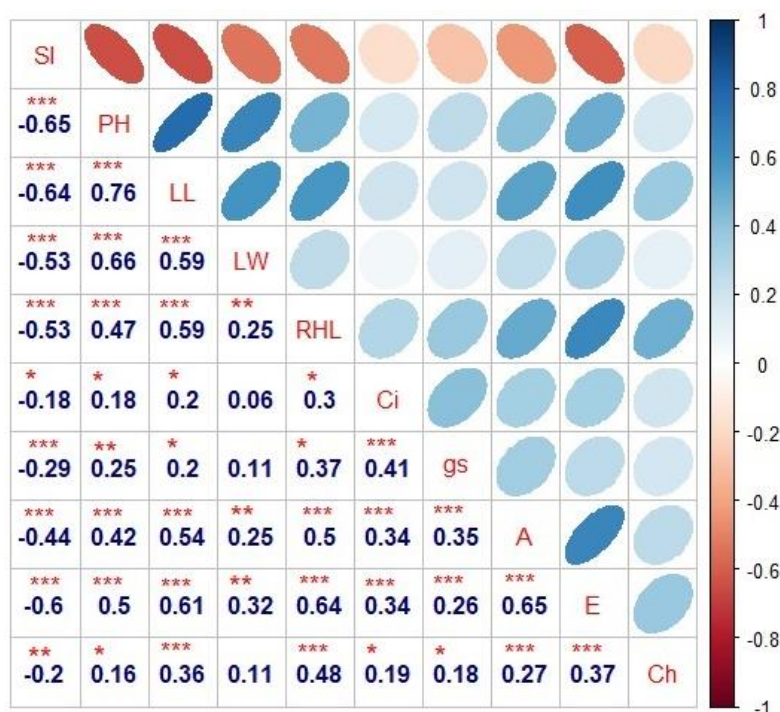 SI
***
-0.65 PH
*** ***
-0.64 0.76 LL
*** *** ***
-0.53 0.66 0.59 LW
*** *** *** **
-0.53 0.47 0.59 0.25 RHL
* * * *
-0.18 0.18 0.2 0.06 0.3 Ci
*** ** * * ***
-0.29 0.25 0.2 0.11 0.37 0.41 gs
*** *** *** ** *** *** ***
-0.44 0.42 0.54 0.25 0.5 0.34 0.35 A
*** *** *** ** *** *** *** ***
-0.6 0.5 0.61 0.32 0.64 0.34 0.26 0.65 E
** * *** *** * * *** ***
-0.2 0.16 0.36 0.11 0.48 0.19 0.18 0.27 0.37 Ch
1
0.8
0.6
0.4
0.2
0
-0.2
-0.4
-0.6
-0.8
-1